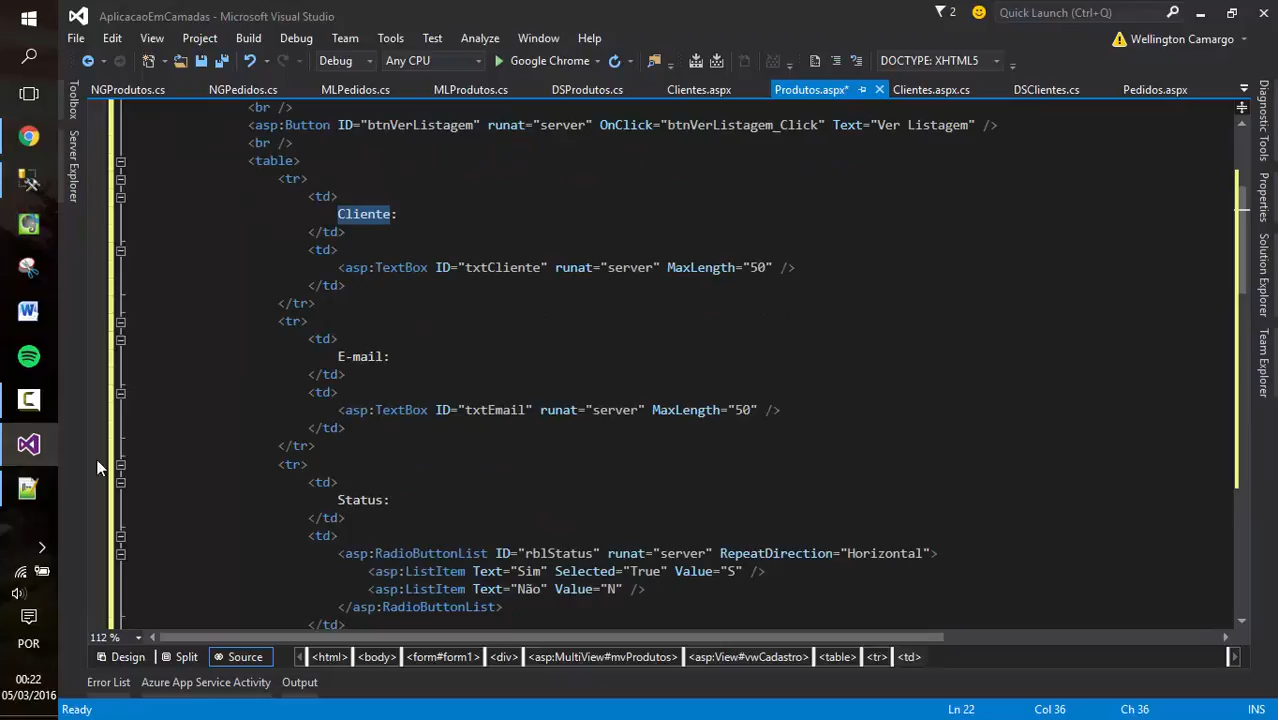 AplicacaoEmCamadas - Microsoft Visual Studio
2
Quick Launch (Ctrl+Q)
File Edit View Project Build Debug Team Tools Test Analyze Window Help
Wellington Camargo
Debug Any CPU Google Chrome DOCTYPE: XHTML5
NGProdutos.cs NGPedidos.cs MLPedidos.cs MLProdutos.cs DSProdutos.cs Clientes.aspx Produtos.aspx* Clientes.aspx.cs DSClientes.cs Pedidos.aspx
Toolbox
Server Explorer
<br />
<asp:Button ID="btnVerListagem" runat="server" OnClick="btnVerListagem_Click" Text="Ver Listagem" />
<br />
<table>
<tr>
<td>
Cliente:
</td>
<td>
<asp:TextBox ID="txtCliente" runat="server" MaxLength="50" />
</td>
</tr>
<tr>
<td>
E-mail:
</td>
<td>
<asp:TextBox ID="txtEmail" runat="server" MaxLength="50" />
</td>
</tr>
<tr>
<td>
Status:
</td>
<td>
<asp:RadioButtonList ID="rblStatus" runat="server" RepeatDirection="Horizontal">
<asp:ListItem Text="Sim" Selected="True" Value="S" />
<asp:ListItem Text="Não" Value="N" />
</asp:RadioButtonList>
</td>
Diagnostic Tools
Properties
Solution Explorer
Team Explorer
112 %
Design Split Source <html> <body> <form#form1> <div> <asp:MultiView#mvProdutos> <asp:View#vwCadastro> <table> <tr> <td>
Error List Azure App Service Activity Output
Ready Ln 22 Col 36 Ch 36 INS
POR
00:22
05/03/2016